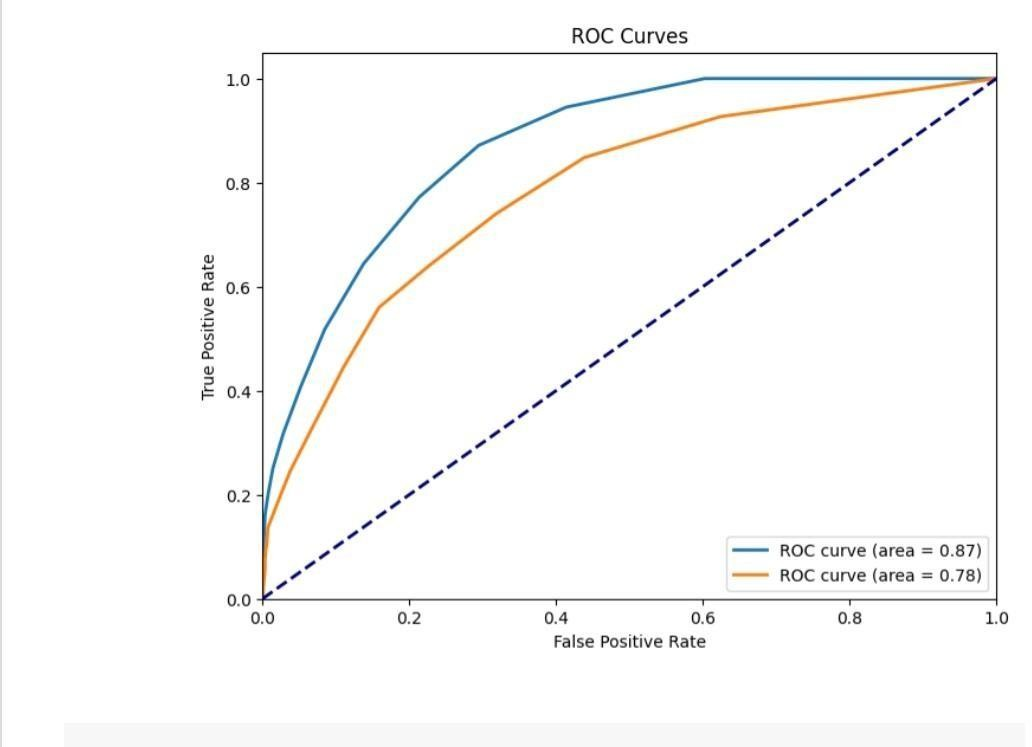 ROC Curves
True Positive Rate
1.0
0.8
0.6
0.4
0.2
0.0
0.0 0.2 0.4 0.6 0.8 1.0
False Positive Rate
ROC curve (area = 0.87)
ROC curve (area = 0.78)